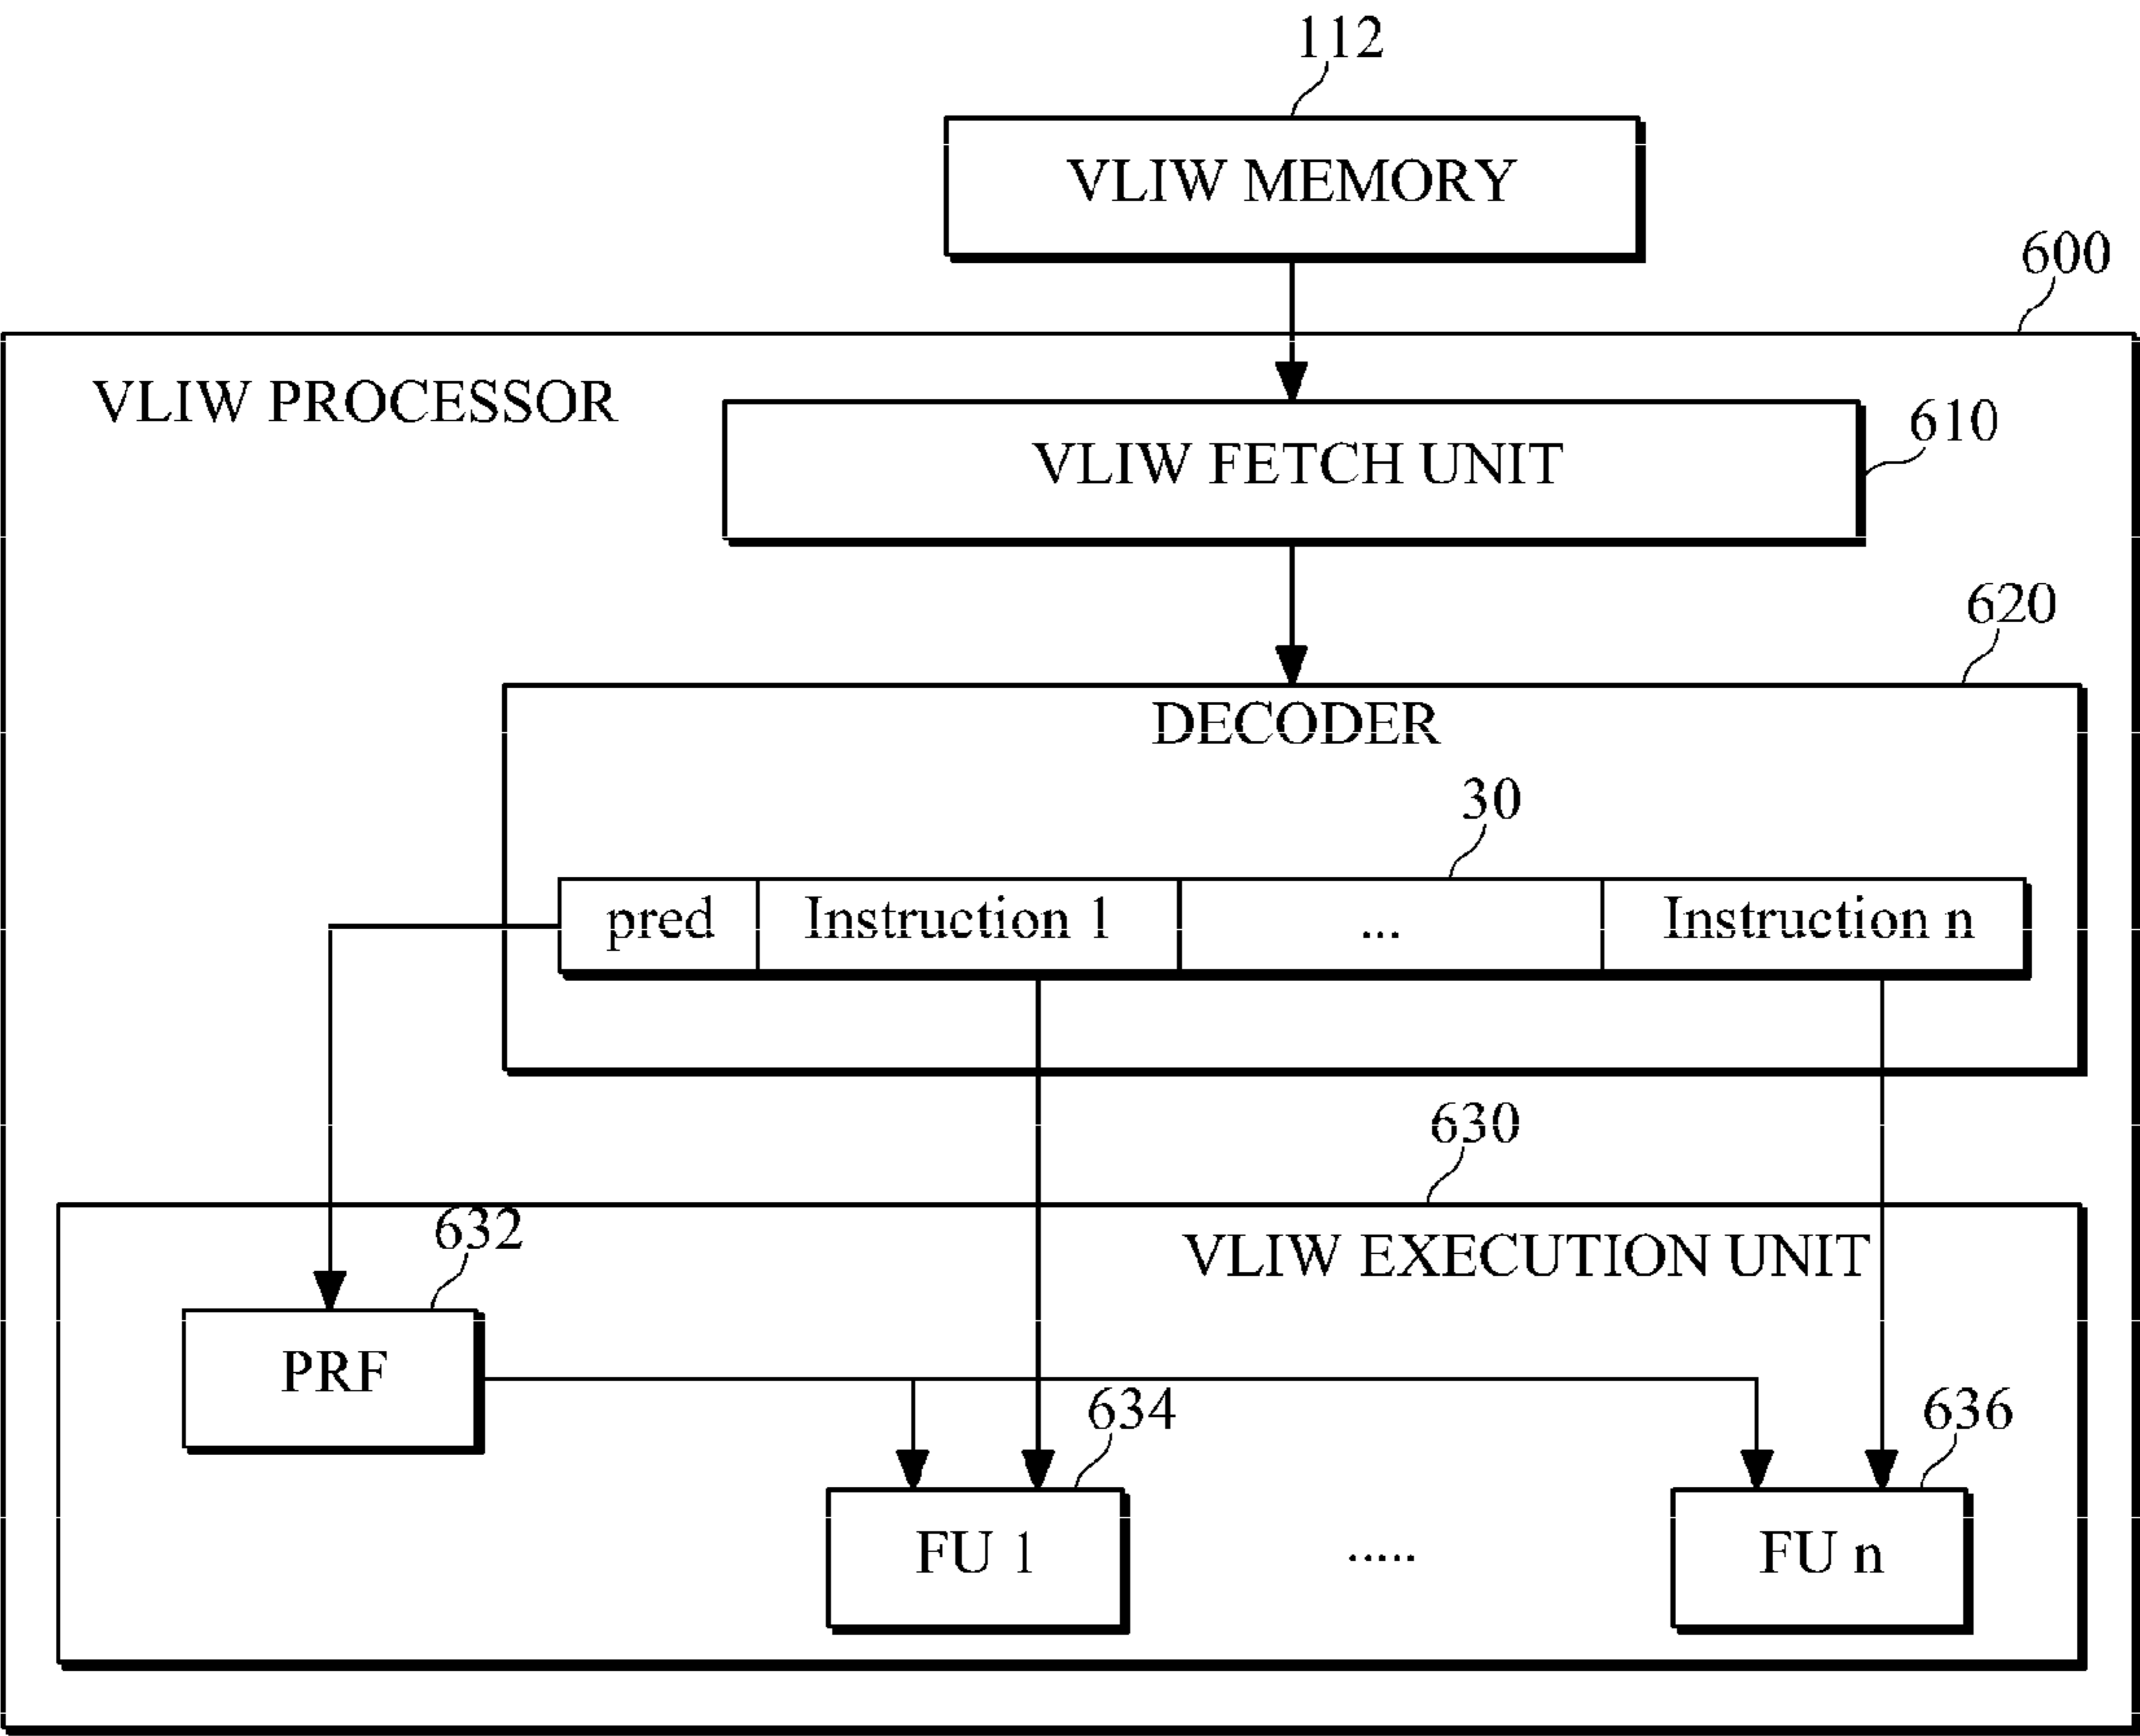 112
VLIW MEMORY
600
VLIW PROCESSOR
610
VLIW FETCH UNIT
620
DECODER
30
pred Instruction 1 ... Instruction n
630
632
VLIW EXECUTION UNIT
PRF
634
636
FU 1 ..... FU n